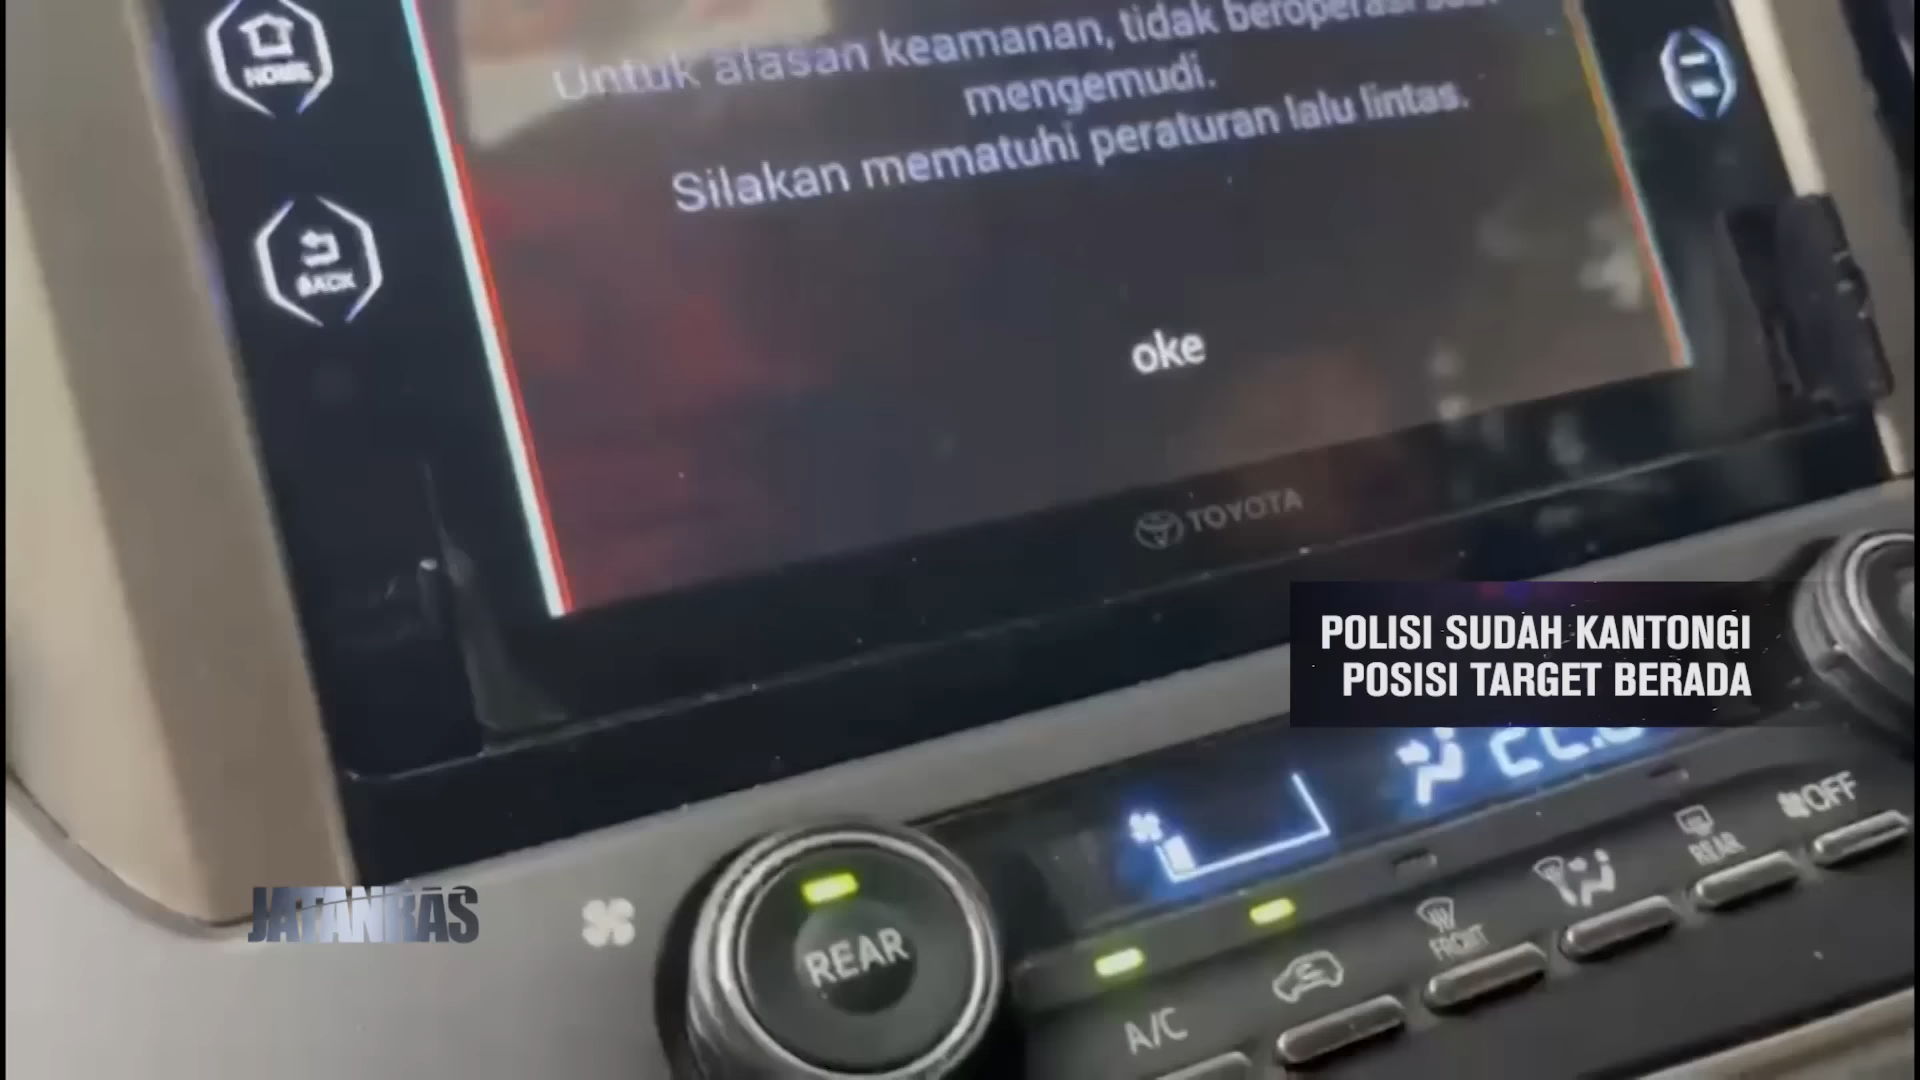 HOME
Untuk alasan keamanan, tidak beroperasi saat
mengemudi.
Silakan mematuhi peraturan lalu lintas.
BACK
oke
TOYOTA
POLISI SUDAH KANTONGI
POSISI TARGET BERADA
JATANRAS
REAR
A/C
FRONT
REAR
OFF